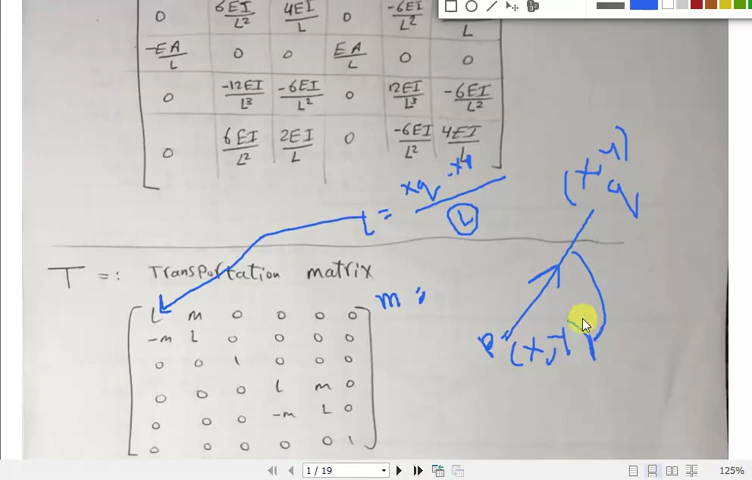 0 6EI/L² 4EI/L 0 -6EI/L² /L
-EA/L 0 0 EA/L 0 0
0 -12EI/L³ -6EI/L² 0 12EI/L³ -6EI/L²
0 6EI/L² 2EI/L 0 -6EI/L² 4EI/L
L =
L
T =: Transportation matrix
m :
L m 0 0 0 0
-m L 0 0 0 0
0 0 1 0 0 0
0 0 0 L m 0
0 0 0 -m L 0
0 0 0 0 0 1
1 / 19
125%